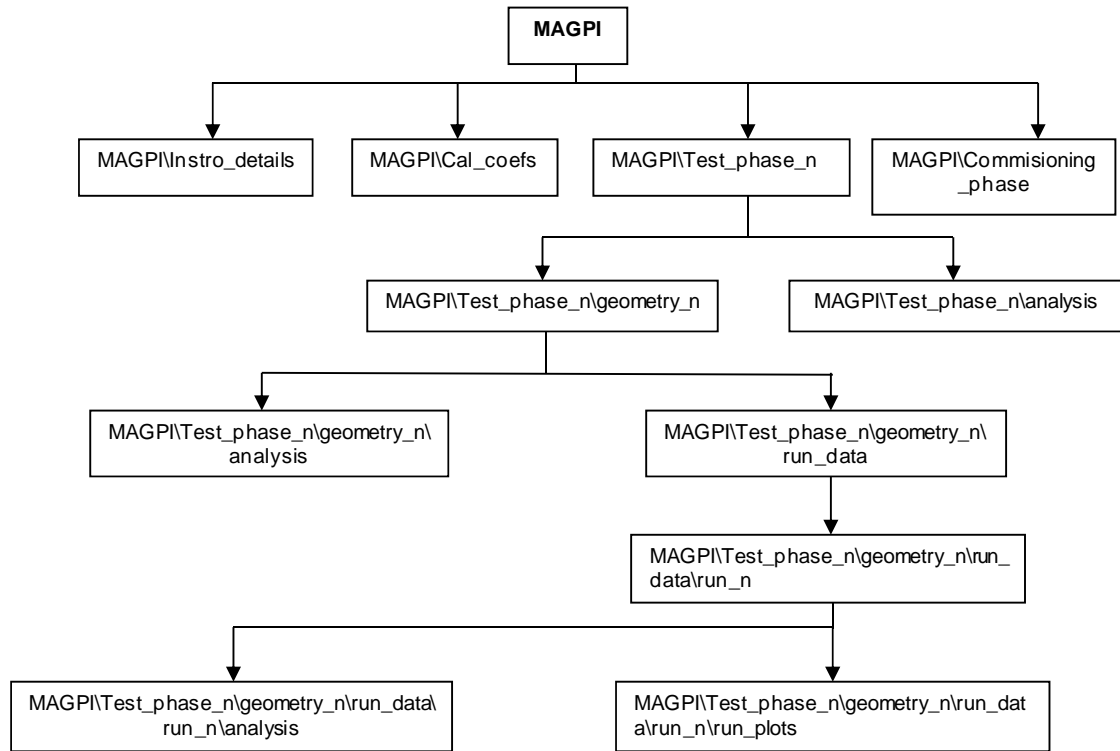 MAGPI
MAGPI\Instro_details
MAGPI\Cal_coefs
MAGPI\Test_phase_n
MAGPI\Commisioning
_phase
MAGPI\Test_phase_n\geometry_n
MAGPI\Test_phase_n\analysis
MAGPI\Test_phase_n\geometry_n\
analysis
MAGPI\Test_phase_n\geometry_n\
run_data
MAGPI\Test_phase_n\geometry_n\run_
data\run_n
MAGPI\Test_phase_n\geometry_n\run_data\
run_n\analysis
MAGPI\Test_phase_n\geometry_n\run_dat
a\run_n\run_plots